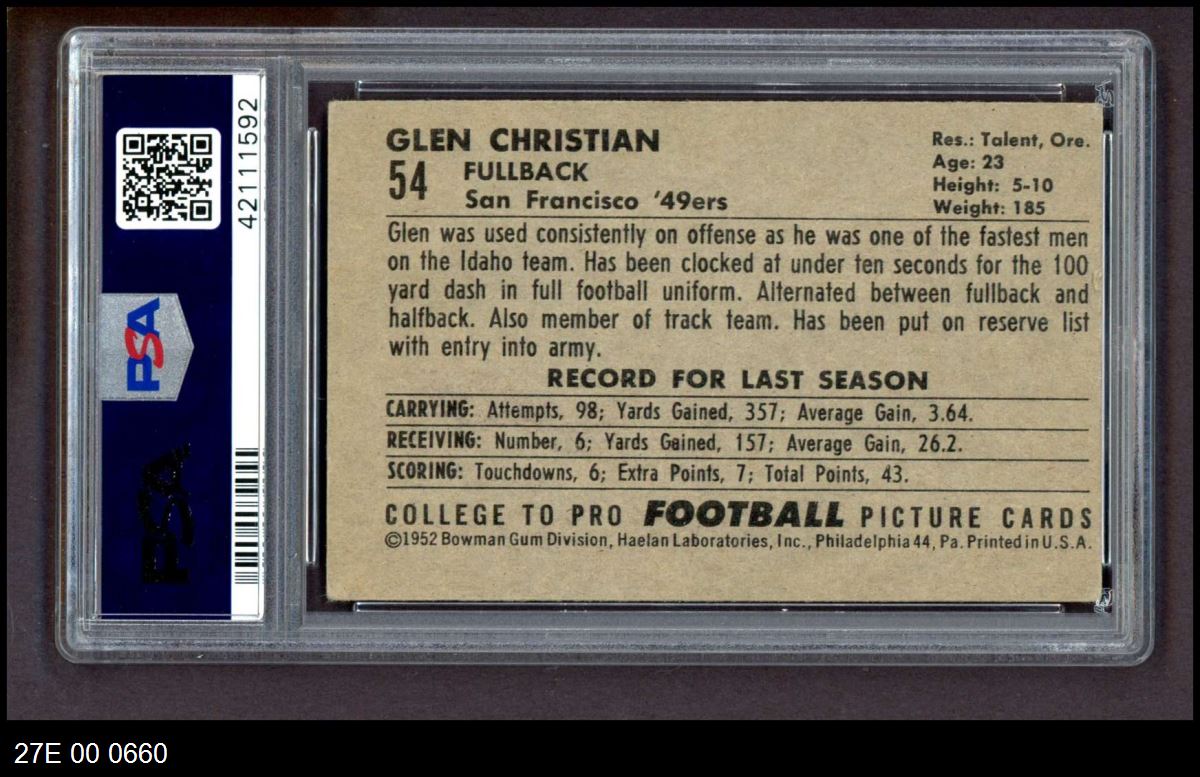 42111592
PSA
PSA
GLEN CHRISTIAN
54 FULLBACK
San Francisco '49ers
Res.: Talent, Ore.
Age: 23
Height: 5-10
Weight: 185
Glen was used consistently on offense as he was one of the fastest men
on the Idaho team. Has been clocked at under ten seconds for the 100
yard dash in full football uniform. Alternated between fullback and
halfback. Also member of track team. Has been put on reserve list
with entry into army.
RECORD FOR LAST SEASON
CARRYING: Attempts, 98; Yards Gained, 357; Average Gain, 3.64.
RECEIVING: Number, 6; Yards Gained, 157; Average Gain, 26.2.
SCORING: Touchdowns, 6; Extra Points, 7; Total Points, 43.
COLLEGE TO PRO FOOTBALL PICTURE CARDS
©1952 Bowman Gum Division, Haelan Laboratories, Inc., Philadelphia 44, Pa. Printed in U.S.A.
27E 00 0660